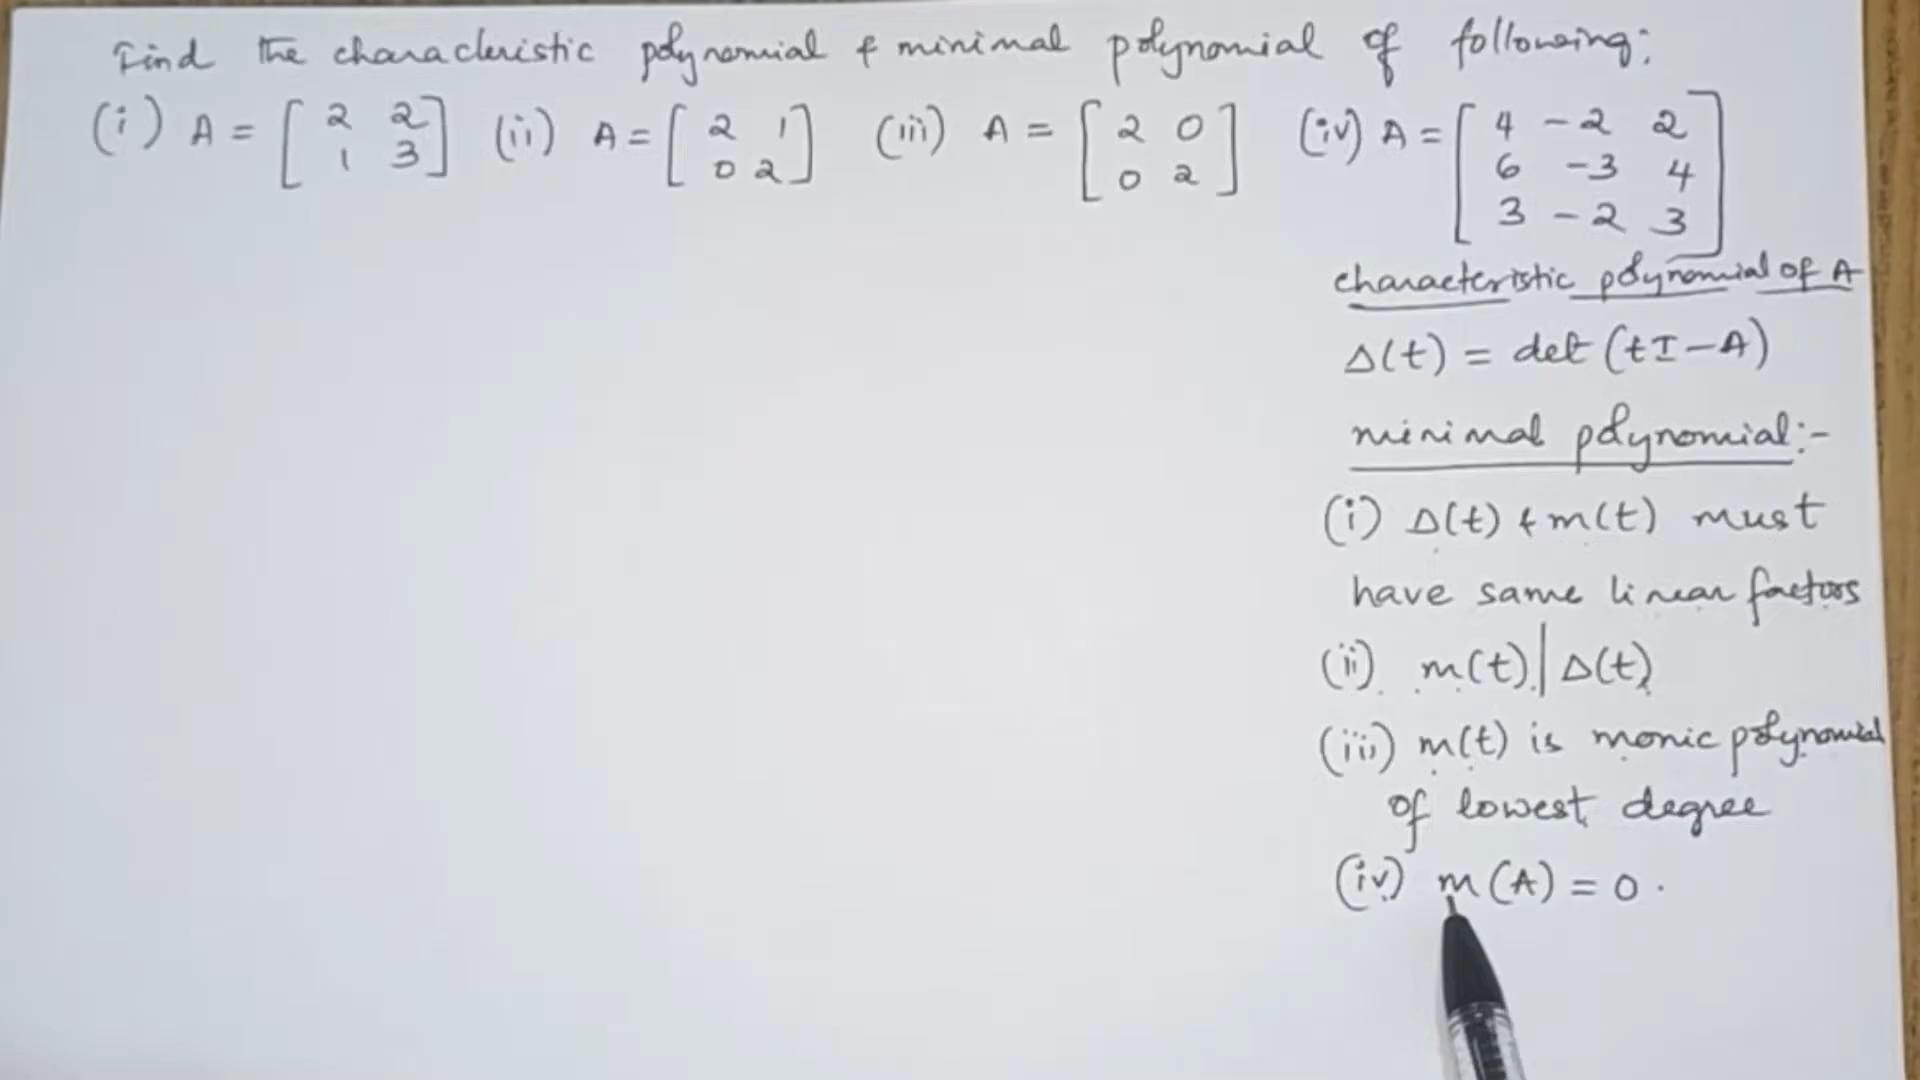 Find the characteristic polynomial & minimal polynomial of following:
(i) A = [2 2; 1 3] (ii) A = [2 1; 0 2] (iii) A = [2 0; 0 2] (iv) A = [4 -2 2; 6 -3 4; 3 -2 3]
characteristic polynomial of A
Δ(t) = det (tI - A)
minimal polynomial:-
(i) Δ(t) & m(t) must
have same linear factors
(ii) m(t) | Δ(t)
(iii) m(t) is monic polynomial
of lowest degree
(iv) m(A) = 0.